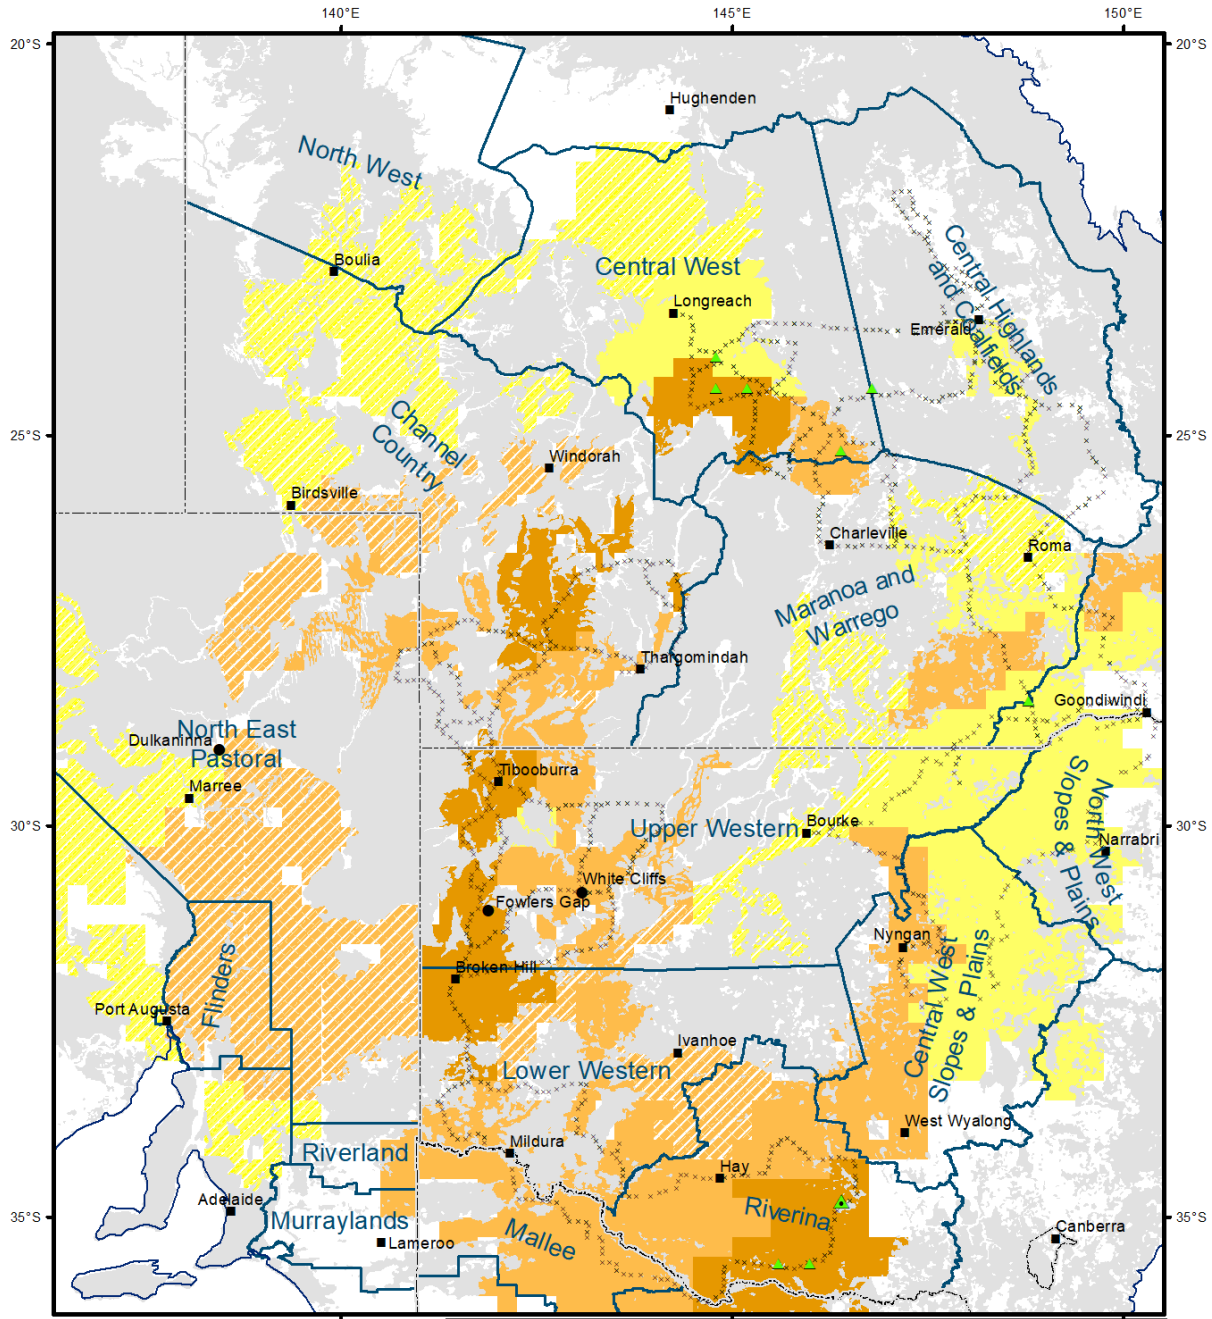 140°E
145°E
150°E
20°S
20°S
Hughenden
North West
Boulia
Central West
Longreach
Central Highlands
and Coalfields
Emerald
25°S
25°S
Channel
Country
Windorah
Birdsville
Charleville
Roma
Maranoa and
Warrego
Thargomindah
Goondiwindi
North East
Pastoral
Dulkaninna
Marree
Tibooburra
North West
Slopes & Plains
30°S
30°S
Upper Western
Bourke
Narrabri
White Cliffs
Fowlers Gap
Nyngan
Broken Hill
Flinders
Port Augusta
Central West
Slopes & Plains
Ivanhoe
Lower Western
West Wyalong
Riverland
Mildura
Hay
Adelaide
Murraylands
Riverina
35°S
35°S
Lameroo
Mallee
Canberra